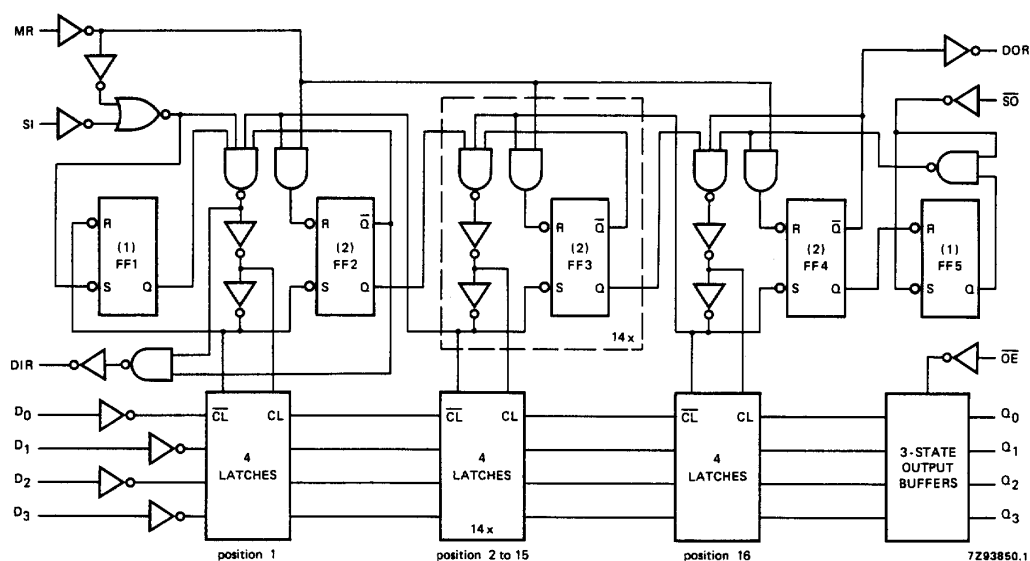 MR
DOR
SO
SI
R
(1)
FF1
S
Q
R
Q
(2)
FF2
S
Q
R
Q
(2)
FF3
S
Q
14x
R
Q
(2)
FF4
S
Q
R
(1)
FF5
S
Q
DIR
OE
D0
D1
D2
D3
CL
CL
4
LATCHES
position 1
CL
CL
4
LATCHES
14x
position 2 to 15
CL
CL
4
LATCHES
position 16
3-STATE
OUTPUT
BUFFERS
Q0
Q1
Q2
Q3
7Z93850.1